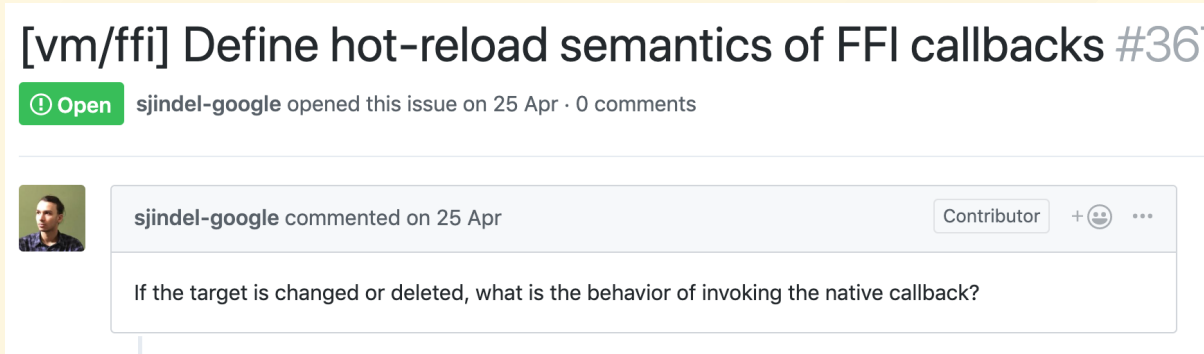 [vm/ffi] Define hot-reload semantics of FFI callbacks #36
Open sjindel-google opened this issue on 25 Apr · 0 comments
sjindel-google commented on 25 Apr Contributor
If the target is changed or deleted, what is the behavior of invoking the native callback?